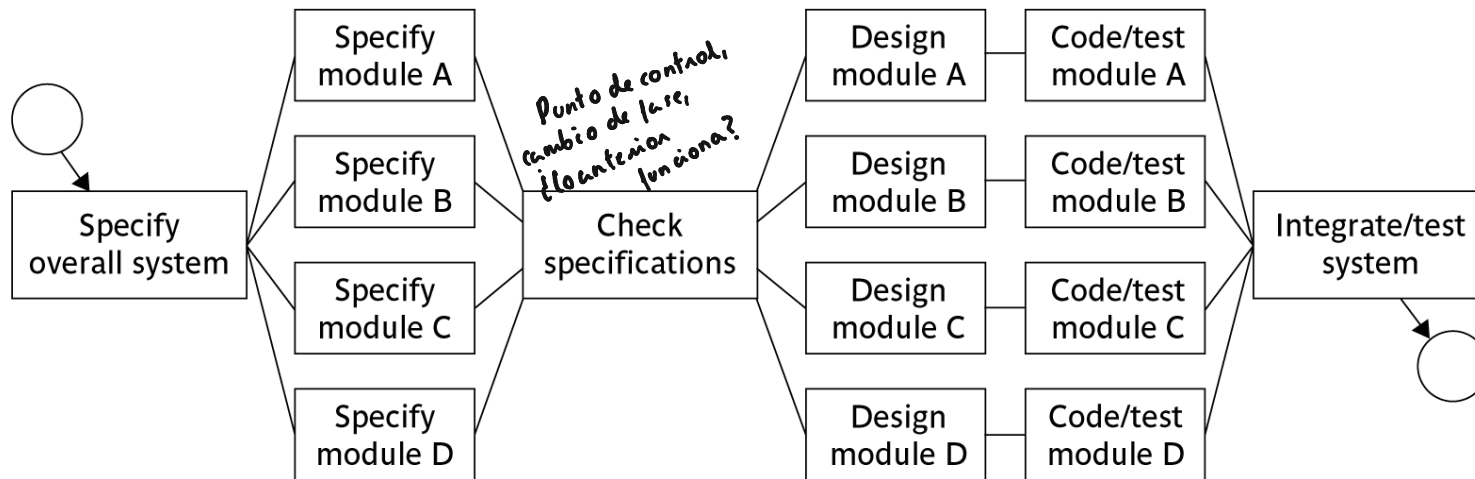 Specify
module A
Punto de control,
cambio de fase,
¿lo anterior
funciona?
Design
module A
Code/test
module A
Specify
module B
Design
module B
Code/test
module B
Specify
overall system
Check
specifications
Integrate/test
system
Specify
module C
Design
module C
Code/test
module C
Specify
module D
Design
module D
Code/test
module D